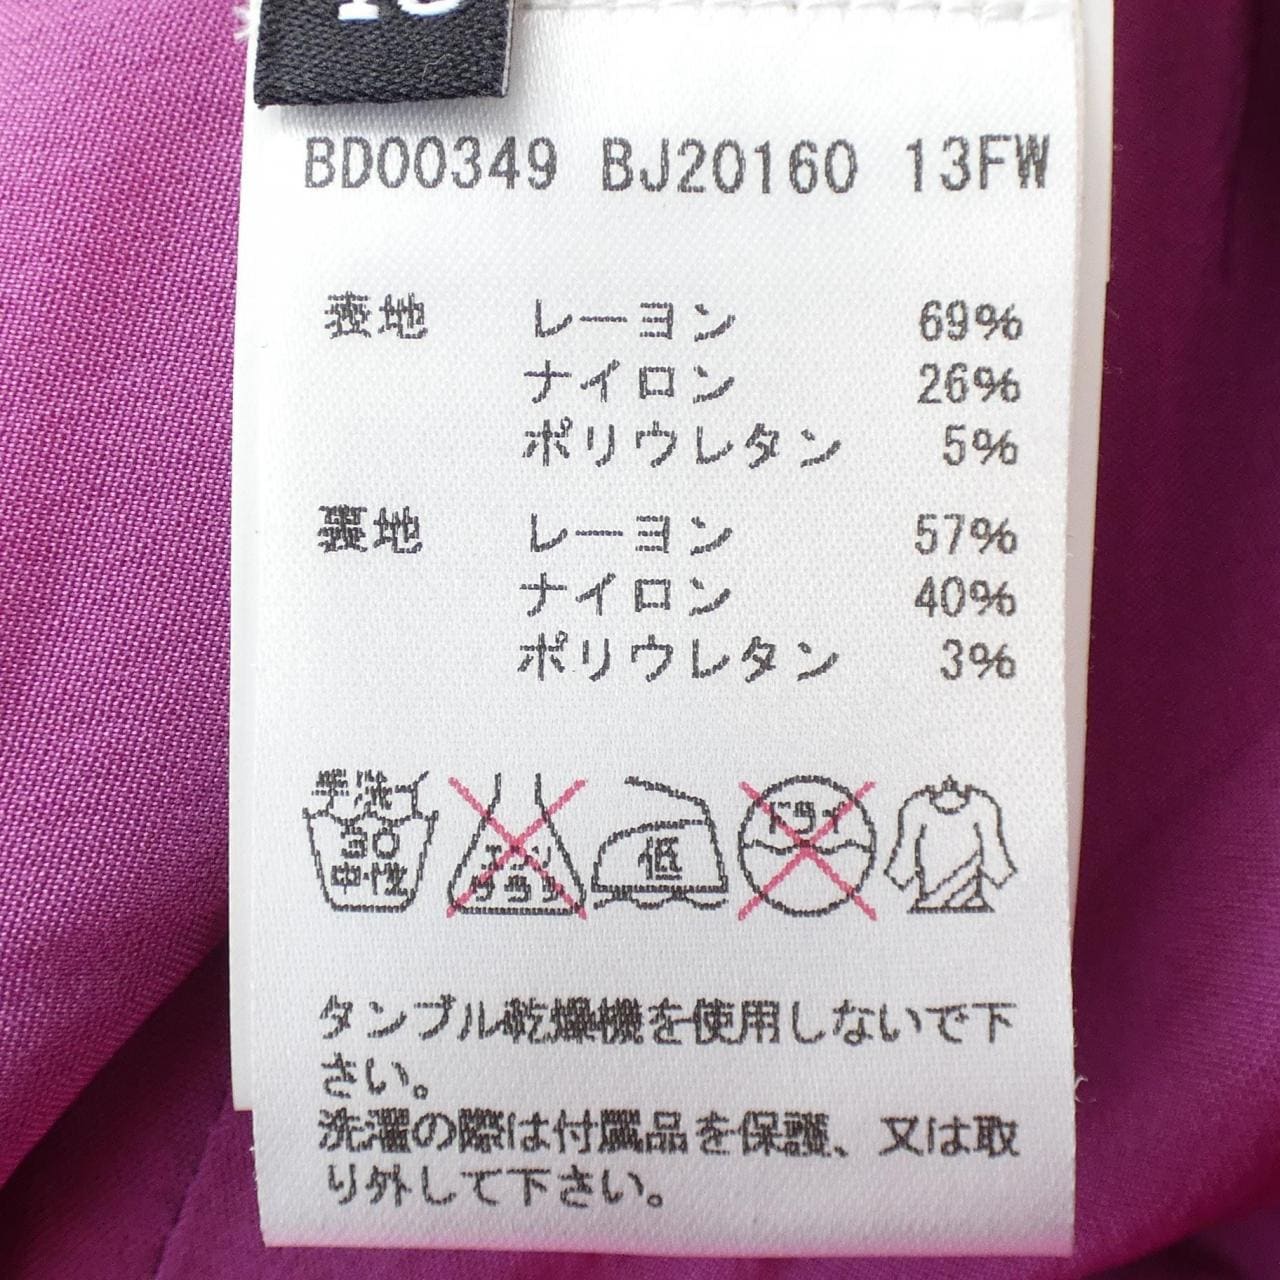 BD00349 BJ20160 13FW
表地 レーヨン 69%
ナイロン 26%
ポリウレタン 5%
裏地 レーヨン 57%
ナイロン 40%
ポリウレタン 3%
手洗イ
30
中性
エンソ
サラシ
低
ドライ
タンブル乾燥機を使用しないで下
さい。
洗濯の際は付属品を保護、又は取
り外して下さい。